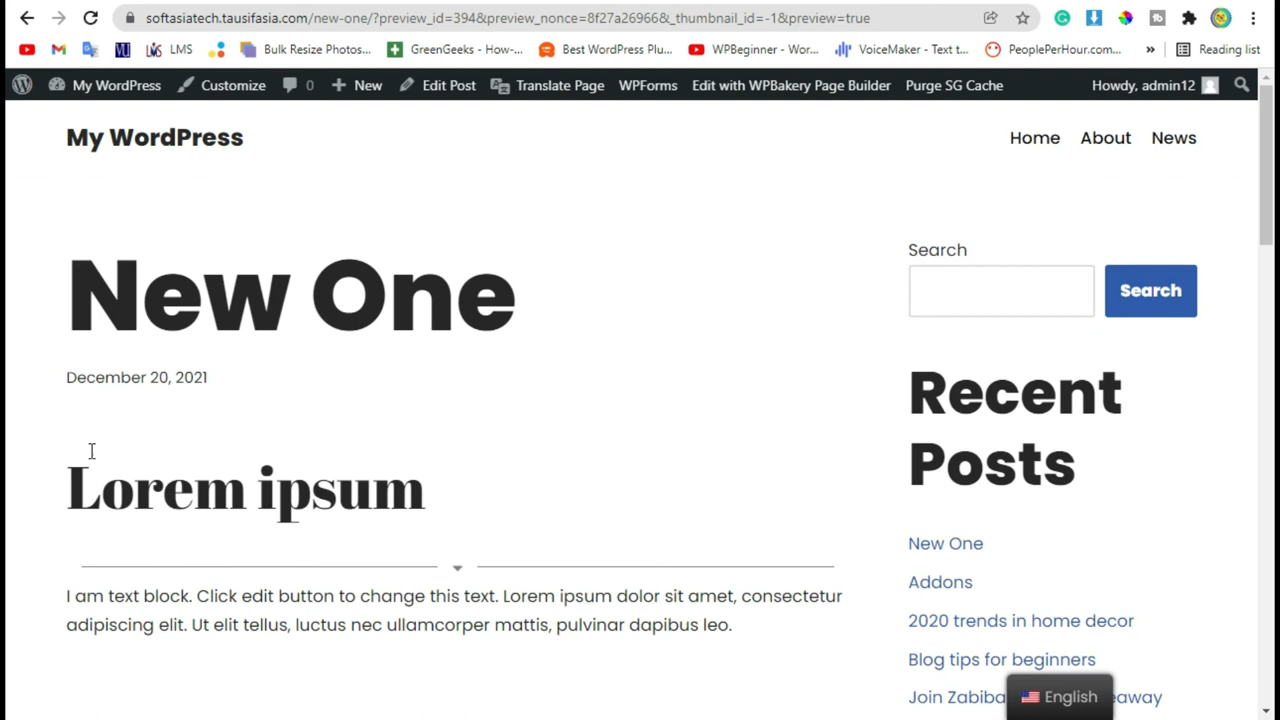 softasiatech.tausifasia.com/new-one/?preview_id=394&preview_nonce=8f27a26966&_thumbnail_id=-1&preview=true
LMS Bulk Resize Photos... GreenGeeks - How-... Best WordPress Plu... WPBeginner - Wor... VoiceMaker - Text t... PeoplePerHour.com... » Reading list
My WordPress Customize 0 New Edit Post Translate Page WPForms Edit with WPBakery Page Builder Purge SG Cache Howdy, admin12
My WordPress
Home About News
New One
December 20, 2021
Lorem ipsum
I am text block. Click edit button to change this text. Lorem ipsum dolor sit amet, consectetur
adipiscing elit. Ut elit tellus, luctus nec ullamcorper mattis, pulvinar dapibus leo.
Search
Search
Recent
Posts
New One
Addons
2020 trends in home decor
Blog tips for beginners
Join Zabiba
English